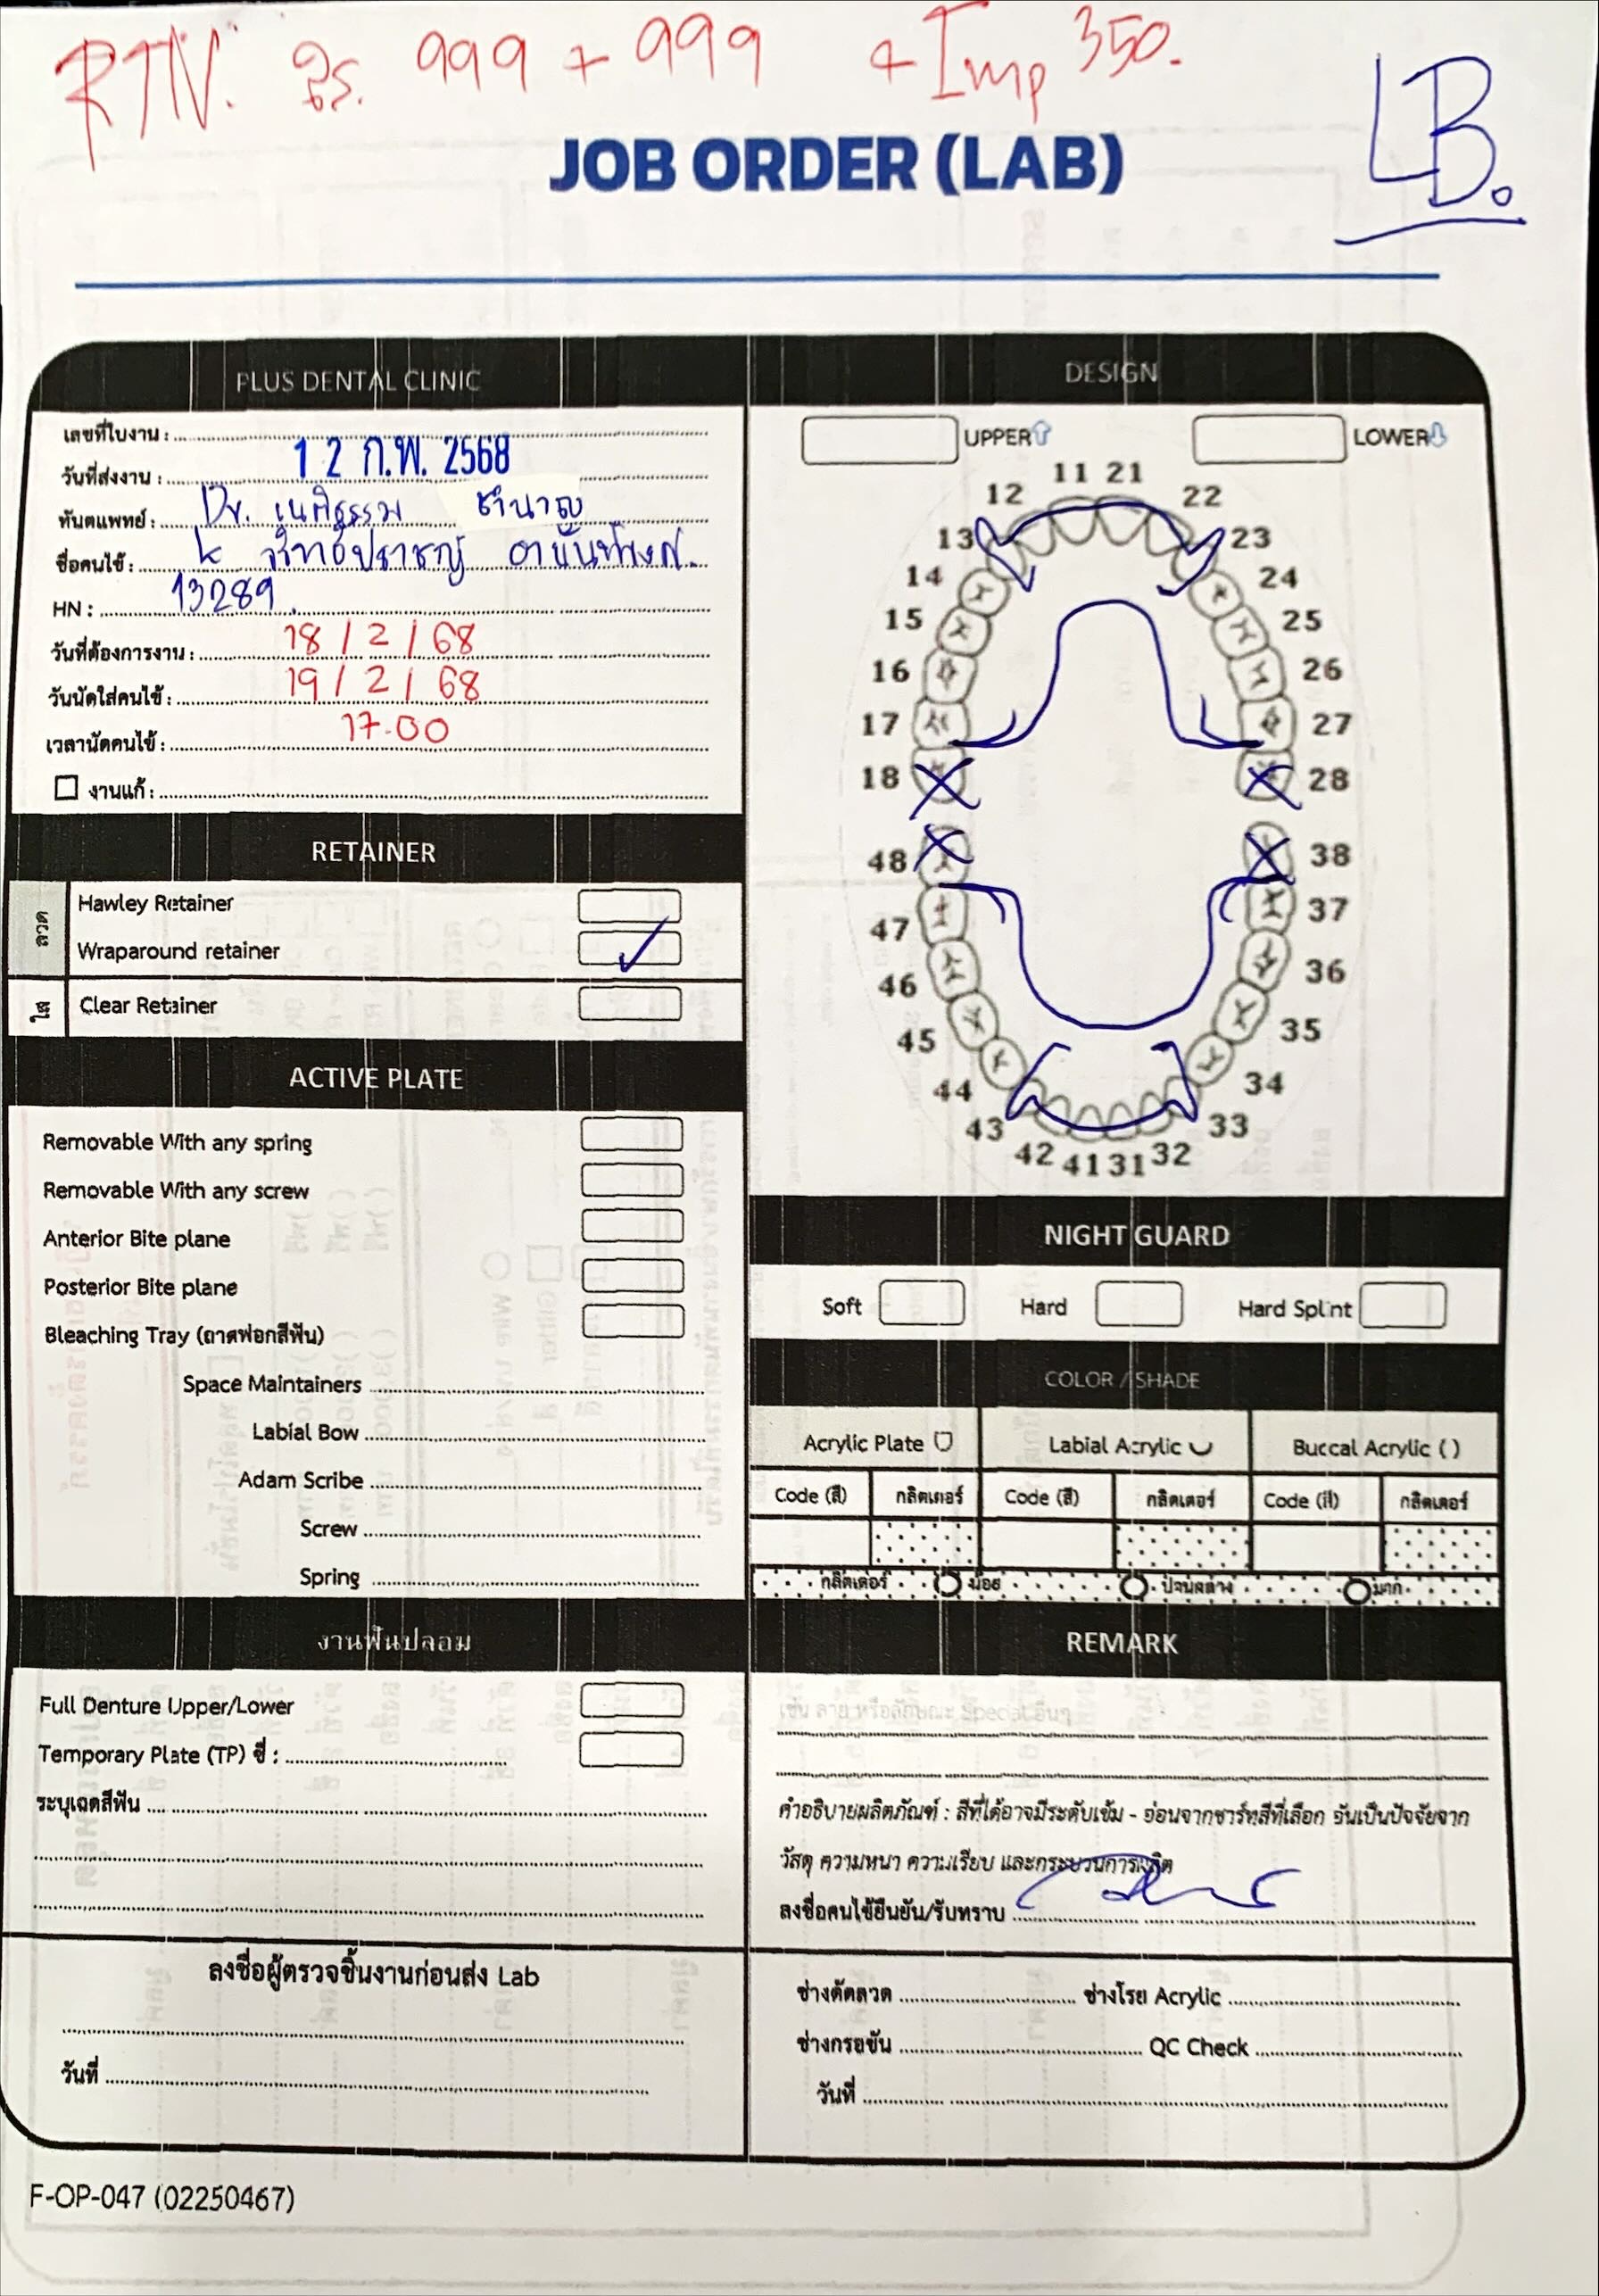 RTN. 999 + 999 + Imp 350.
LB.
JOB ORDER (LAB)
PLUS DENTAL CLINIC
เลขที่ใบงาน :
วันที่ส่งงาน : 12 ก.พ. 2568
ทันตแพทย์ : Dr. เนติธรรม ชำนาญ
ชื่อคนไข้ :
HN : 13289
วันที่ต้องการงาน : 18 / 2 / 68
วันนัดใส่คนไข้ : 19 / 2 / 68
เวลานัดคนไข้ : 17.00
งานแก้ :
RETAINER
ลวด
Hawley Retainer
Wraparound retainer
ใส
Clear Retainer
ACTIVE PLATE
Removable With any spring
Removable With any screw
Anterior Bite plane
Posterior Bite plane
Bleaching Tray (ถาดฟอกสีฟัน)
Space Maintainers
Labial Bow
Adam Scribe
Screw
Spring
งานฟันปลอม
Full Denture Upper/Lower
Temporary Plate (TP) ซี่ :
ระบุเฉดสีฟัน
ลงชื่อผู้ตรวจชิ้นงานก่อนส่ง Lab
วันที่
DESIGN
UPPER LOWER
11 21
12 22
13 23
14 24
15 25
16 26
17 27
18 28
48 38
47 37
46 36
45 35
44 34
43 33
42 41 31 32
NIGHT GUARD
Soft Hard Hard Splint
COLOR / SHADE
Acrylic Plate Labial Acrylic Buccal Acrylic ( )
Code (สี) กลิตเตอร์ Code (สี) กลิตเตอร์ Code (สี) กลิตเตอร์
กลิตเตอร์ น้อย ปานกลาง มาก
REMARK
เช่น ลาย หรือลักษณะ Special อื่นๆ
คำอธิบายผลิตภัณฑ์ : สีที่ได้อาจมีระดับเข้ม - อ่อนจากชาร์ทสีที่เลือก อันเป็นปัจจัยจาก
วัสดุ ความหนา ความเรียบ และกระบวนการผลิต
ลงชื่อคนไข้ยืนยัน/รับทราบ
ช่างดัดลวด ช่างโรย Acrylic
ช่างกรอขัน QC Check
วันที่
F-OP-047 (02250467)